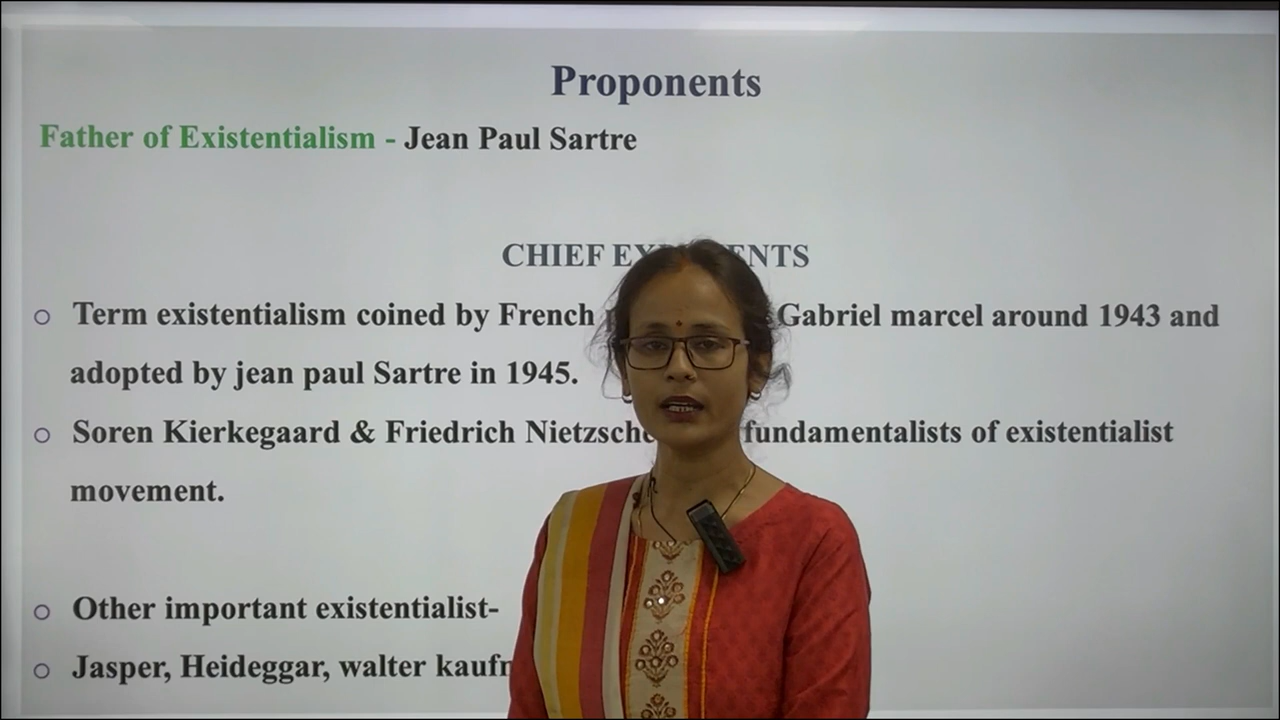 Proponents
Father of Existentialism - Jean Paul Sartre
CHIEF
Term existentialism coined by French Gabriel marcel around 1943 and
adopted by jean paul Sartre in 1945.
Soren Kierkegaard & Friedrich Nietzsche fundamentalists of existentialist
movement.
Other important existentialist-
Jasper, Heideggar, walter